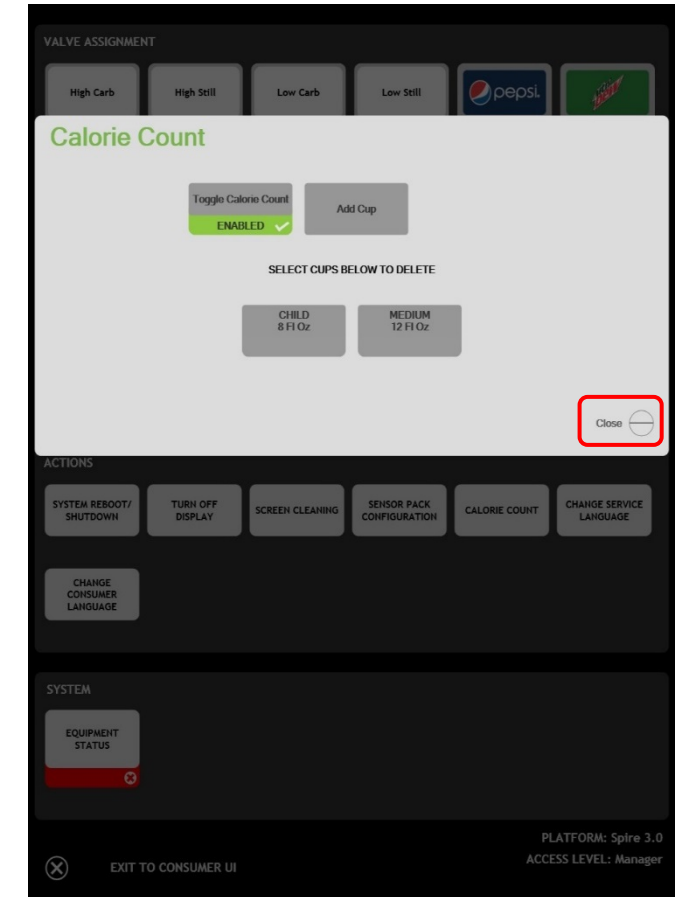 VALVE ASSIGNMENT
High Carb
High Still
Low Carb
Low Still
pepsi.
Calorie Count
Toggle Calorie Count
ENABLED
Add Cup
SELECT CUPS BELOW TO DELETE
CHILD
8 Fl Oz
MEDIUM
12 Fl Oz
Close
ACTIONS
SYSTEM REBOOT/
SHUTDOWN
TURN OFF
DISPLAY
SCREEN CLEANING
SENSOR PACK
CONFIGURATION
CALORIE COUNT
CHANGE SERVICE
LANGUAGE
CHANGE
CONSUMER
LANGUAGE
SYSTEM
EQUIPMENT
STATUS
PLATFORM: Spire 3.0
EXIT TO CONSUMER UI
ACCESS LEVEL: Manager